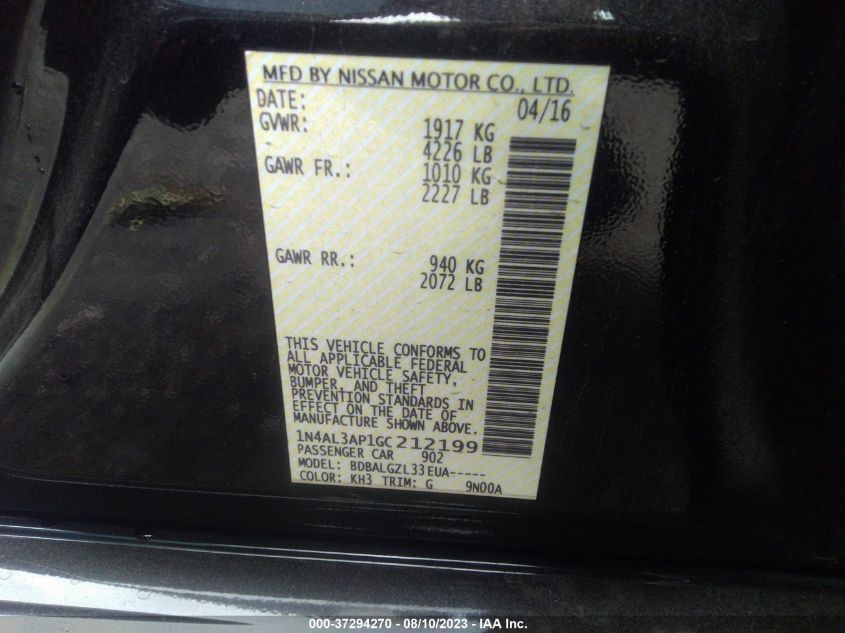 MFD BY NISSAN MOTOR CO., LTD.
DATE: 04/16
GVWR: 1917 KG
- 4226 LB
GAWR FR.: 1010 KG
2227 LB
GAWR RR.: 940 KG
2072 LB
THIS VEHICLE CONFORMS TO
ALL APPLICABLE FEDERAL
MOTOR VEHICLE SAFETY,
BUMPER, AND THEFT
PREVENTION STANDARDS IN
EFFECT ON THE DATE OF
MANUFACTURE SHOWN ABOVE.
1N4AL3AP1GC212199
PASSENGER CAR 902
MODEL: BDBALGZL33EUA-----
COLOR: KH3 TRIM: G 9N00A
000-37294270 - 08/10/2023 - IAA Inc.